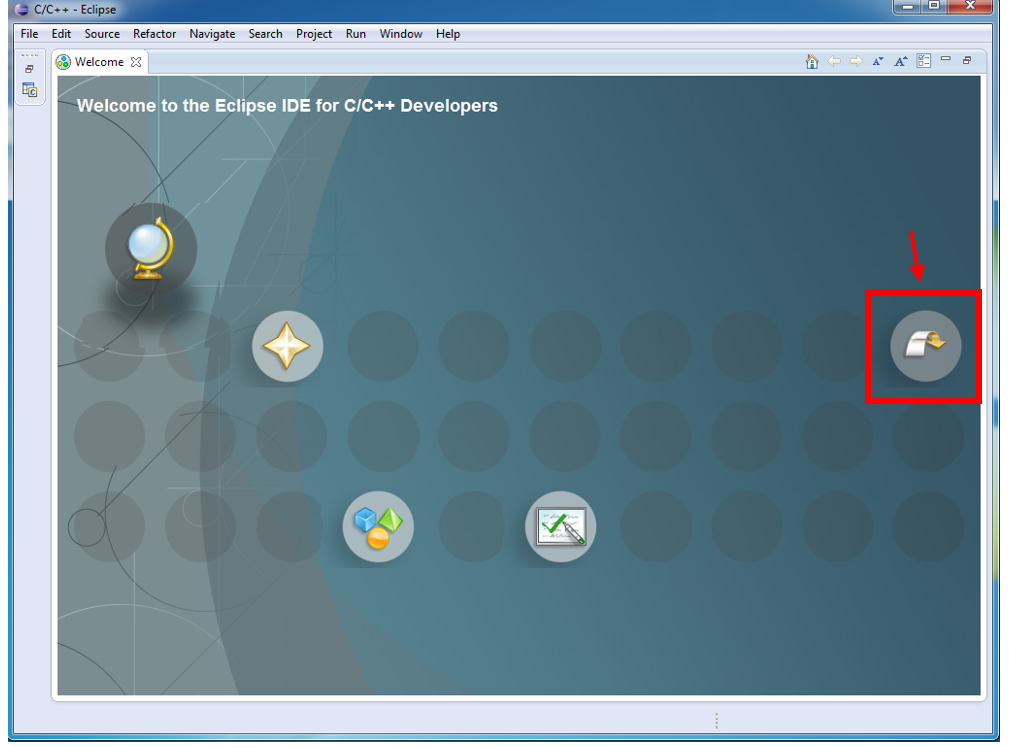 C/C++ - Eclipse
File Edit Source Refactor Navigate Search Project Run Window Help
Welcome
Welcome to the Eclipse IDE for C/C++ Developers